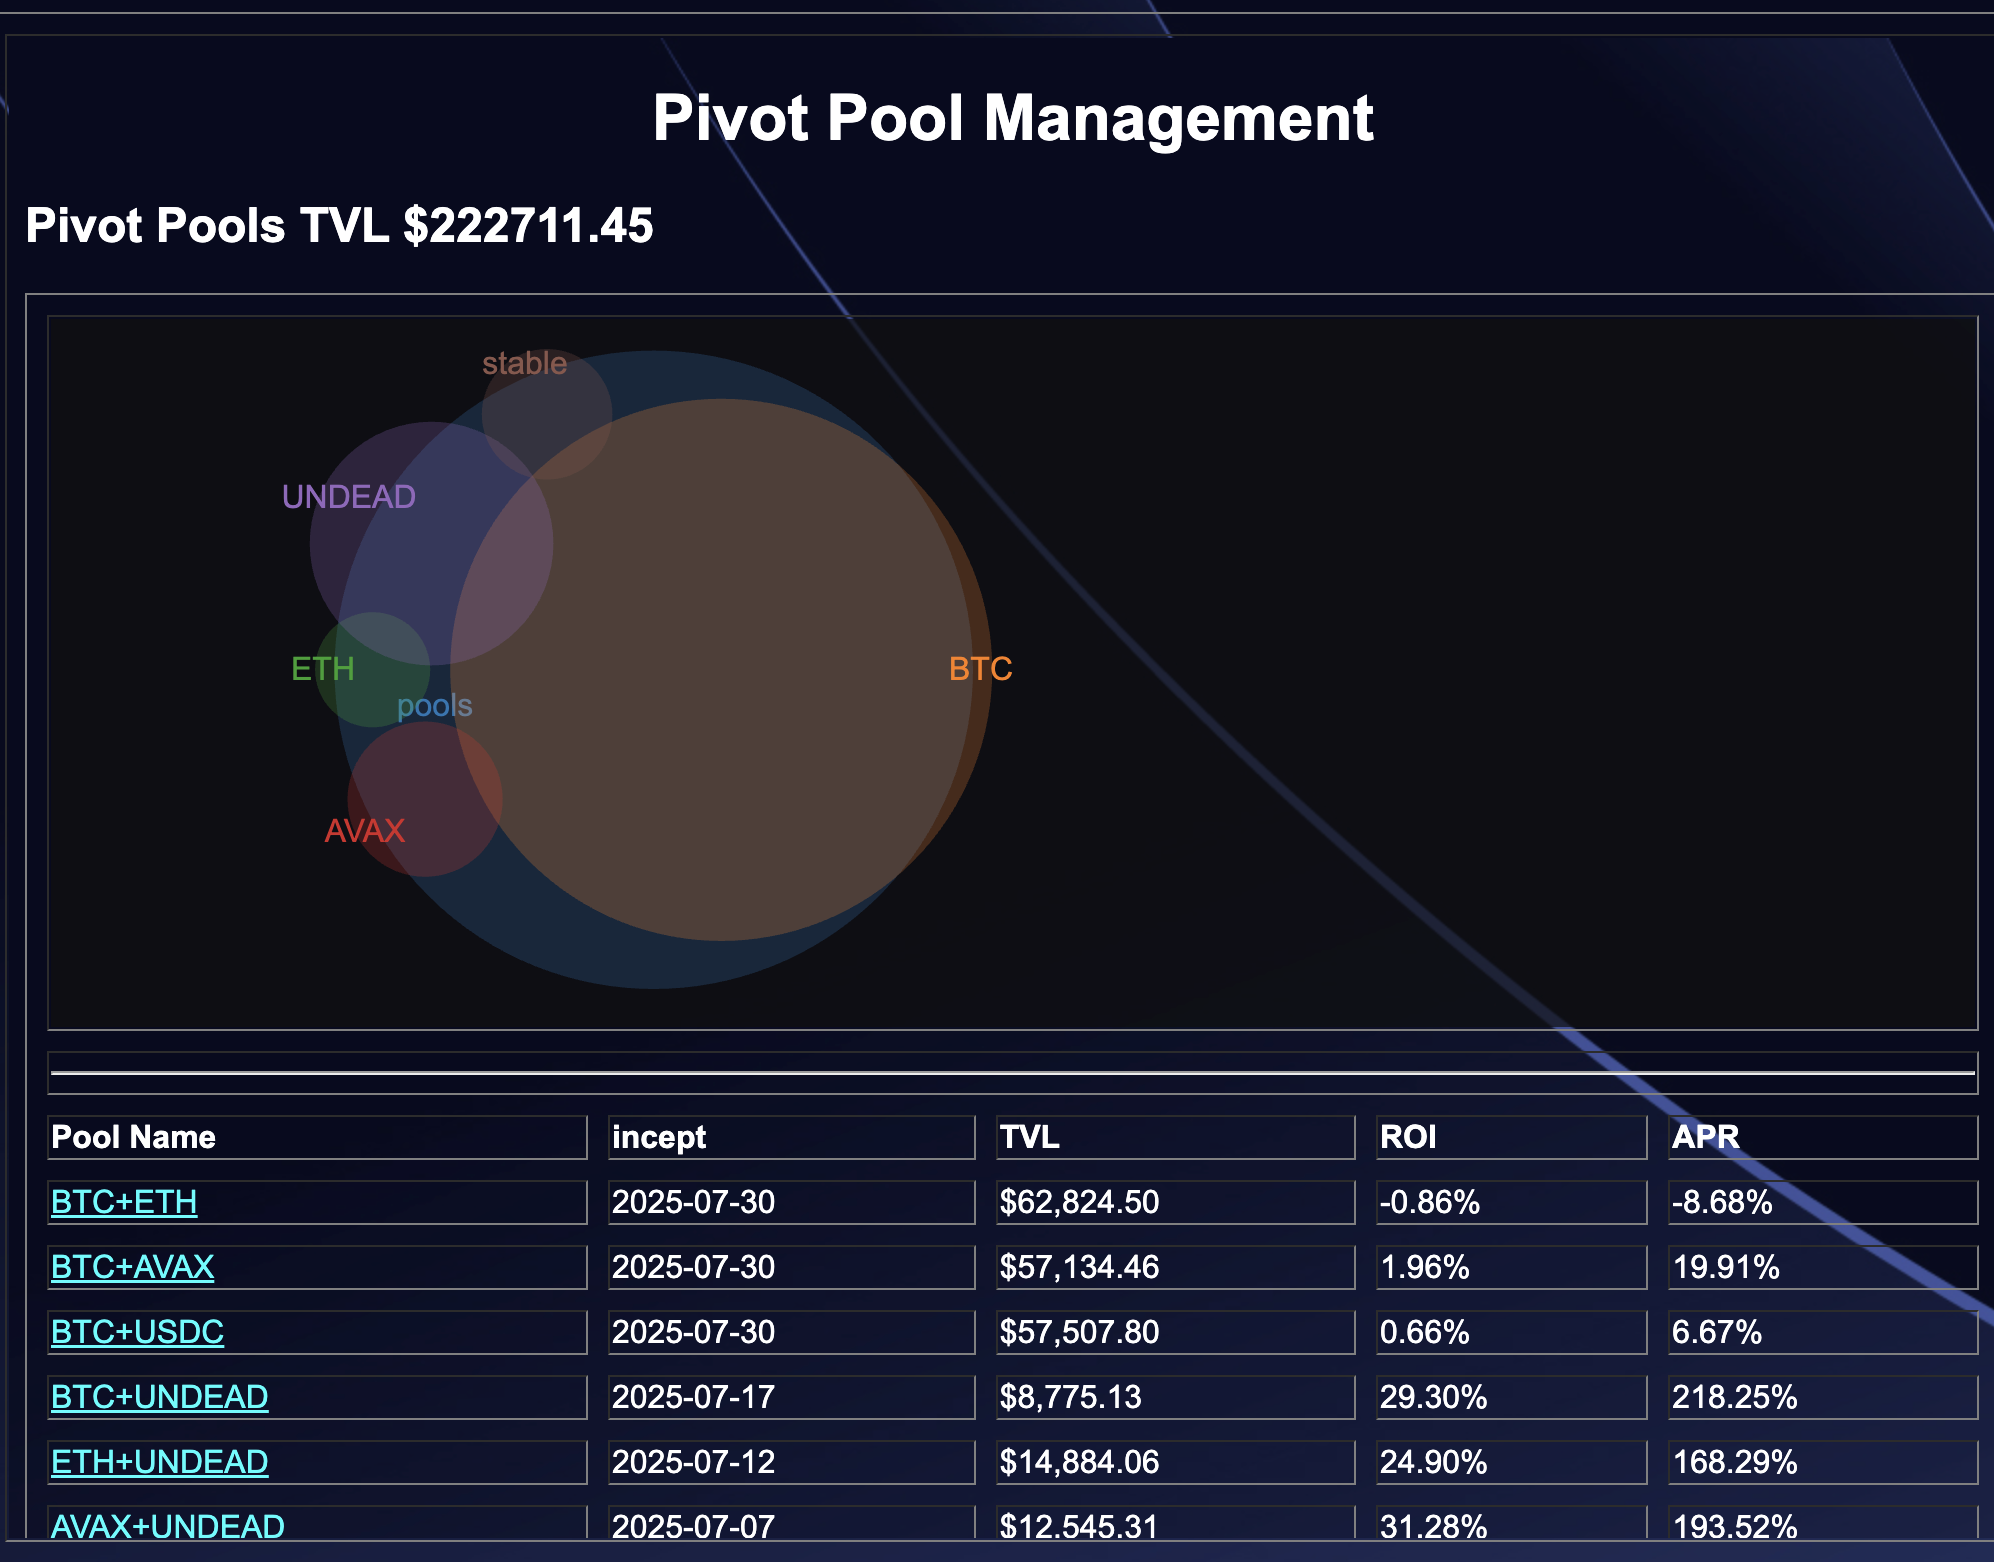 Pivot Pool Management
Pivot Pools TVL $222711.45
stable
UNDEAD
ETH
BTC
pools
AVAX
Pool Name incept TVL ROI APR
BTC+ETH 2025-07-30 $62,824.50 -0.86% -8.68%
BTC+AVAX 2025-07-30 $57,134.46 1.96% 19.91%
BTC+USDC 2025-07-30 $57,507.80 0.66% 6.67%
BTC+UNDEAD 2025-07-17 $8,775.13 29.30% 218.25%
ETH+UNDEAD 2025-07-12 $14,884.06 24.90% 168.29%
AVAX+UNDEAD 2025-07-07 $12,545.31 31.28% 193.52%